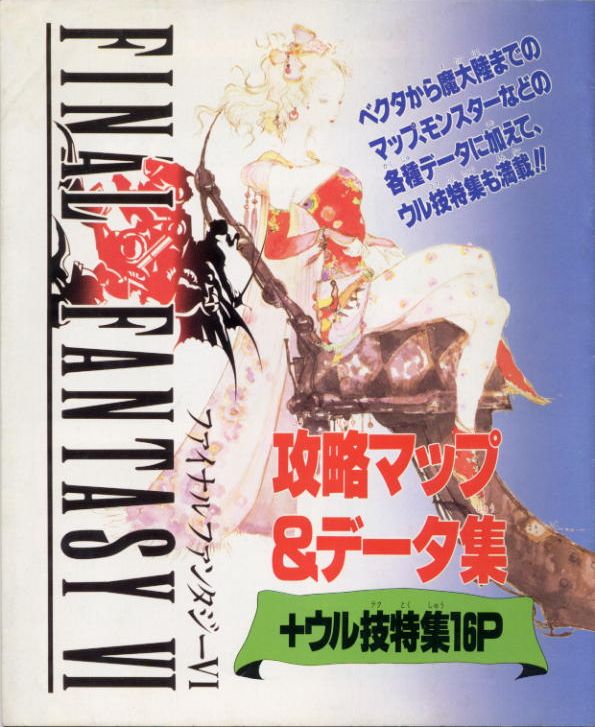 FINAL FANTASY VI
ファイナルファンタジーVI
ベクタから魔大陸までの
マップ、モンスターなどの
各種データに加えて、
ウル技特集も満載!!
攻略マップ
&データ集
+ウル技特集16P